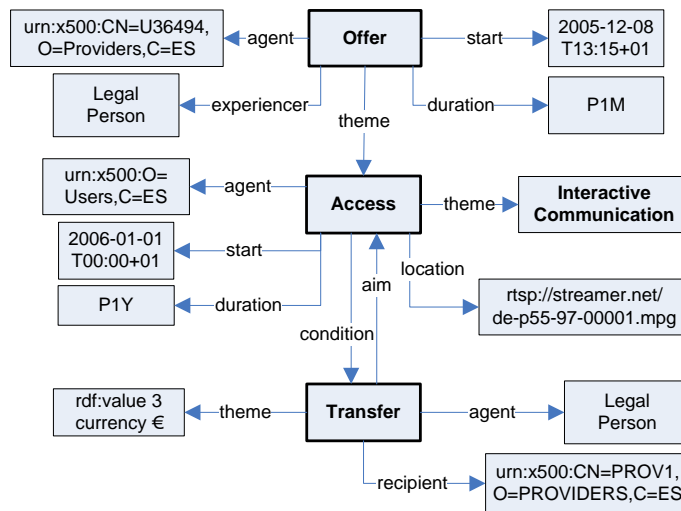 urn:x500:CN=U36494,
O=Providers,C=ES
agent
Offer
start
2005-12-08
T13:15+01
Legal
Person
experiencer
theme
duration
P1M
urn:x500:O=
Users,C=ES
agent
Access
theme
Interactive
Communication
2006-01-01
T00:00+01
start
location
P1Y
duration
aim
rtsp://streamer.net/
de-p55-97-00001.mpg
condition
rdf:value 3
currency €
theme
Transfer
agent
Legal
Person
recipient
urn:x500:CN=PROV1,
O=PROVIDERS,C=ES